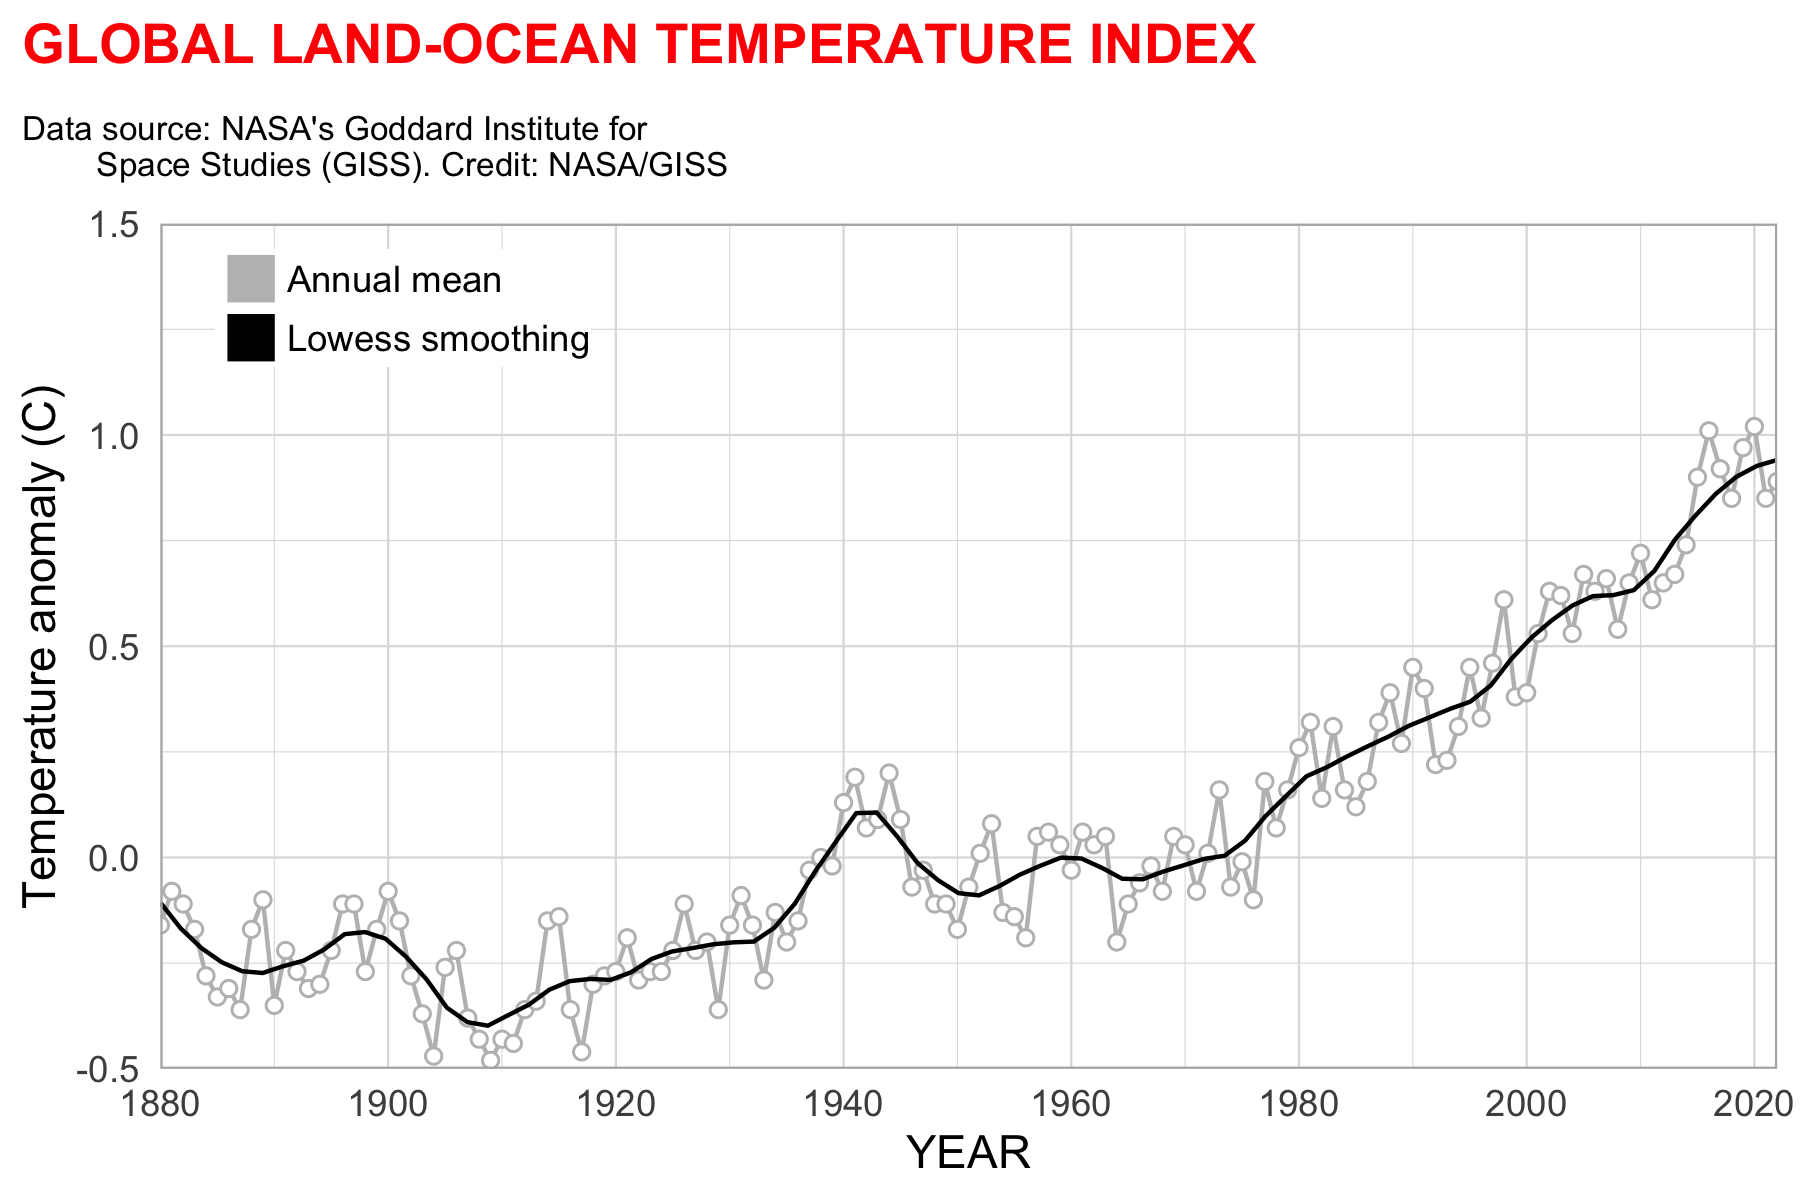 GLOBAL LAND-OCEAN TEMPERATURE INDEX
Data source: NASA's Goddard Institute for
Space Studies (GISS). Credit: NASA/GISS
Annual mean
Lowess smoothing
Temperature anomaly (C)
1.5
1.0
0.5
0.0
-0.5
1880 1900 1920 1940 1960 1980 2000 2020
YEAR